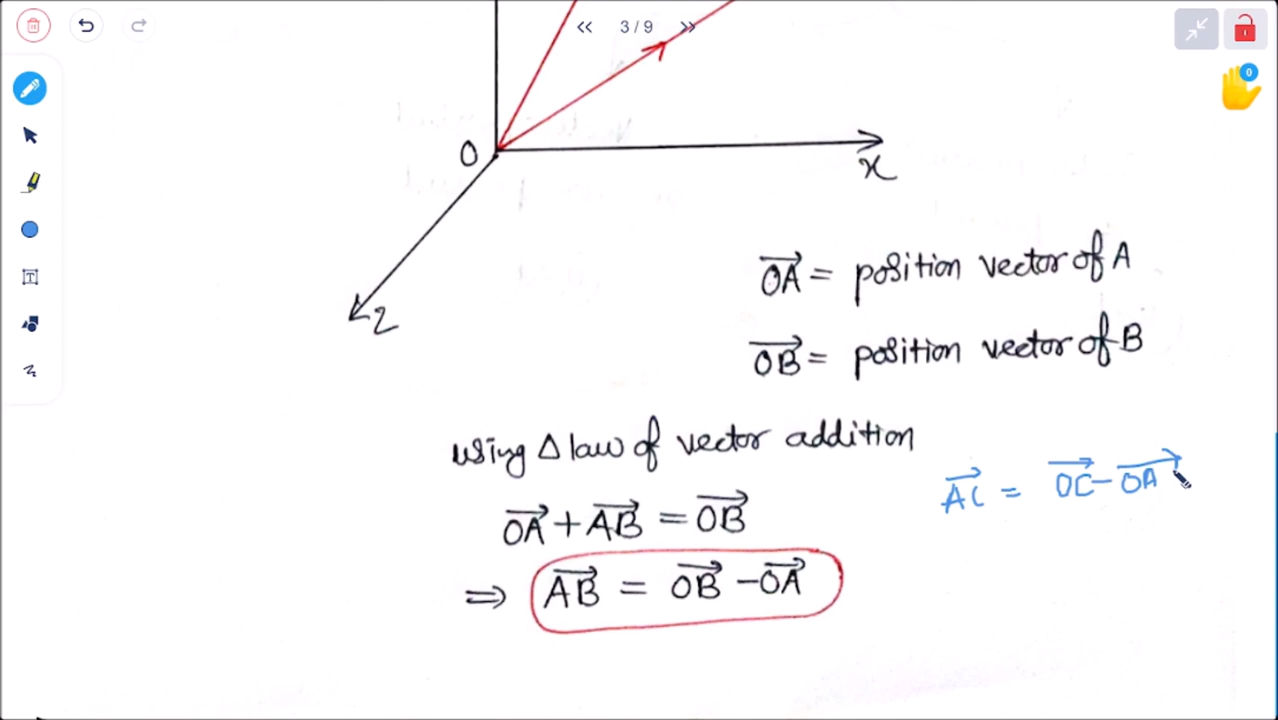 3 / 9
0
O
x
z
OA→ = position vector of A
OB→ = position vector of B
using Δ law of vector addition
AC→ = OC→ - OA→
OA→ + AB→ = OB→
⇒ AB→ = OB→ - OA→